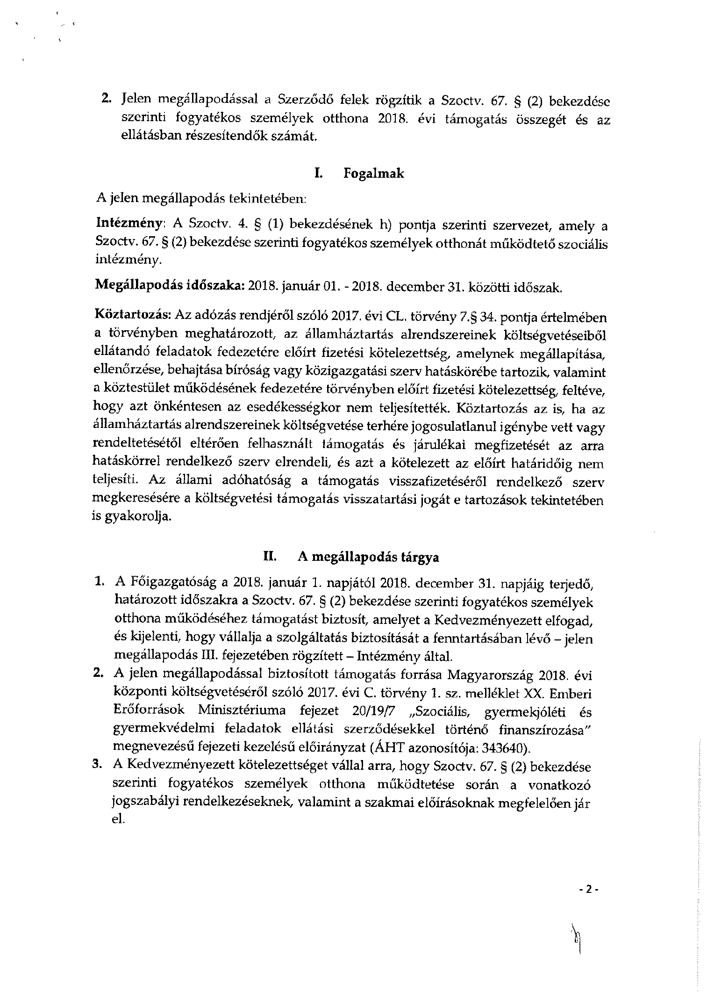 2. Jelen megállapodással a Szerződő felek rögzítik a Szoctv. 67. § (2) bekezdése
szerinti fogyatékos személyek otthona 2018. évi támogatás összegét és az
ellátásban részesítendők számát.
I. Fogalmak
A jelen megállapodás tekintetében:
Intézmény: A Szoctv. 4. § (1) bekezdésének h) pontja szerinti szervezet, amely a
Szoctv. 67. § (2) bekezdése szerinti fogyatékos személyek otthonát működtető szociális
intézmény.
Megállapodás időszaka: 2018. január 01. - 2018. december 31. közötti időszak.
Köztartozás: Az adózás rendjéről szóló 2017. évi CL. törvény 7.§ 34. pontja értelmében
a törvényben meghatározott, az államháztartás alrendszereinek költségvetéseiből
ellátandó feladatok fedezetére előírt fizetési kötelezettség, amelynek megállapítása,
ellenőrzése, behajtása bíróság vagy közigazgatási szerv hatáskörébe tartozik, valamint
a köztestület működésének fedezetére törvényben előírt fizetési kötelezettség, feltéve,
hogy azt önkéntesen az esedékességkor nem teljesítették. Köztartozás az is, ha az
államháztartás alrendszereinek költségvetése terhére jogosulatlanul igénybe vett vagy
rendeltetésétől eltérően felhasznált támogatás és járulékai megfizetését az arra
hatáskörrel rendelkező szerv elrendeli, és azt a kötelezett az előírt határidőig nem
teljesíti. Az állami adóhatóság a támogatás visszafizetéséről rendelkező szerv
megkeresésére a költségvetési támogatás visszatartási jogát e tartozások tekintetében
is gyakorolja.
II. A megállapodás tárgya
1. A Főigazgatóság a 2018. január 1. napjától 2018. december 31. napjáig terjedő,
határozott időszakra a Szoctv. 67. § (2) bekezdése szerinti fogyatékos személyek
otthona működéséhez támogatást biztosít, amelyet a Kedvezményezett elfogad,
és kijelenti, hogy vállalja a szolgáltatás biztosítását a fenntartásában lévő – jelen
megállapodás III. fejezetében rögzített – Intézmény által.
2. A jelen megállapodással biztosított támogatás forrása Magyarország 2018. évi
központi költségvetéséről szóló 2017. évi C. törvény 1. sz. melléklet XX. Emberi
Erőforrások Minisztériuma fejezet 20/19/7 „Szociális, gyermekjóléti és
gyermekvédelmi feladatok ellátási szerződésekkel történő finanszírozása"
megnevezésű fejezeti kezelésű előirányzat (ÁHT azonosítója: 343640).
3. A Kedvezményezett kötelezettséget vállal arra, hogy Szoctv. 67. § (2) bekezdése
szerinti fogyatékos személyek otthona működtetése során a vonatkozó
jogszabályi rendelkezéseknek, valamint a szakmai előírásoknak megfelelően jár
el.
- 2 -